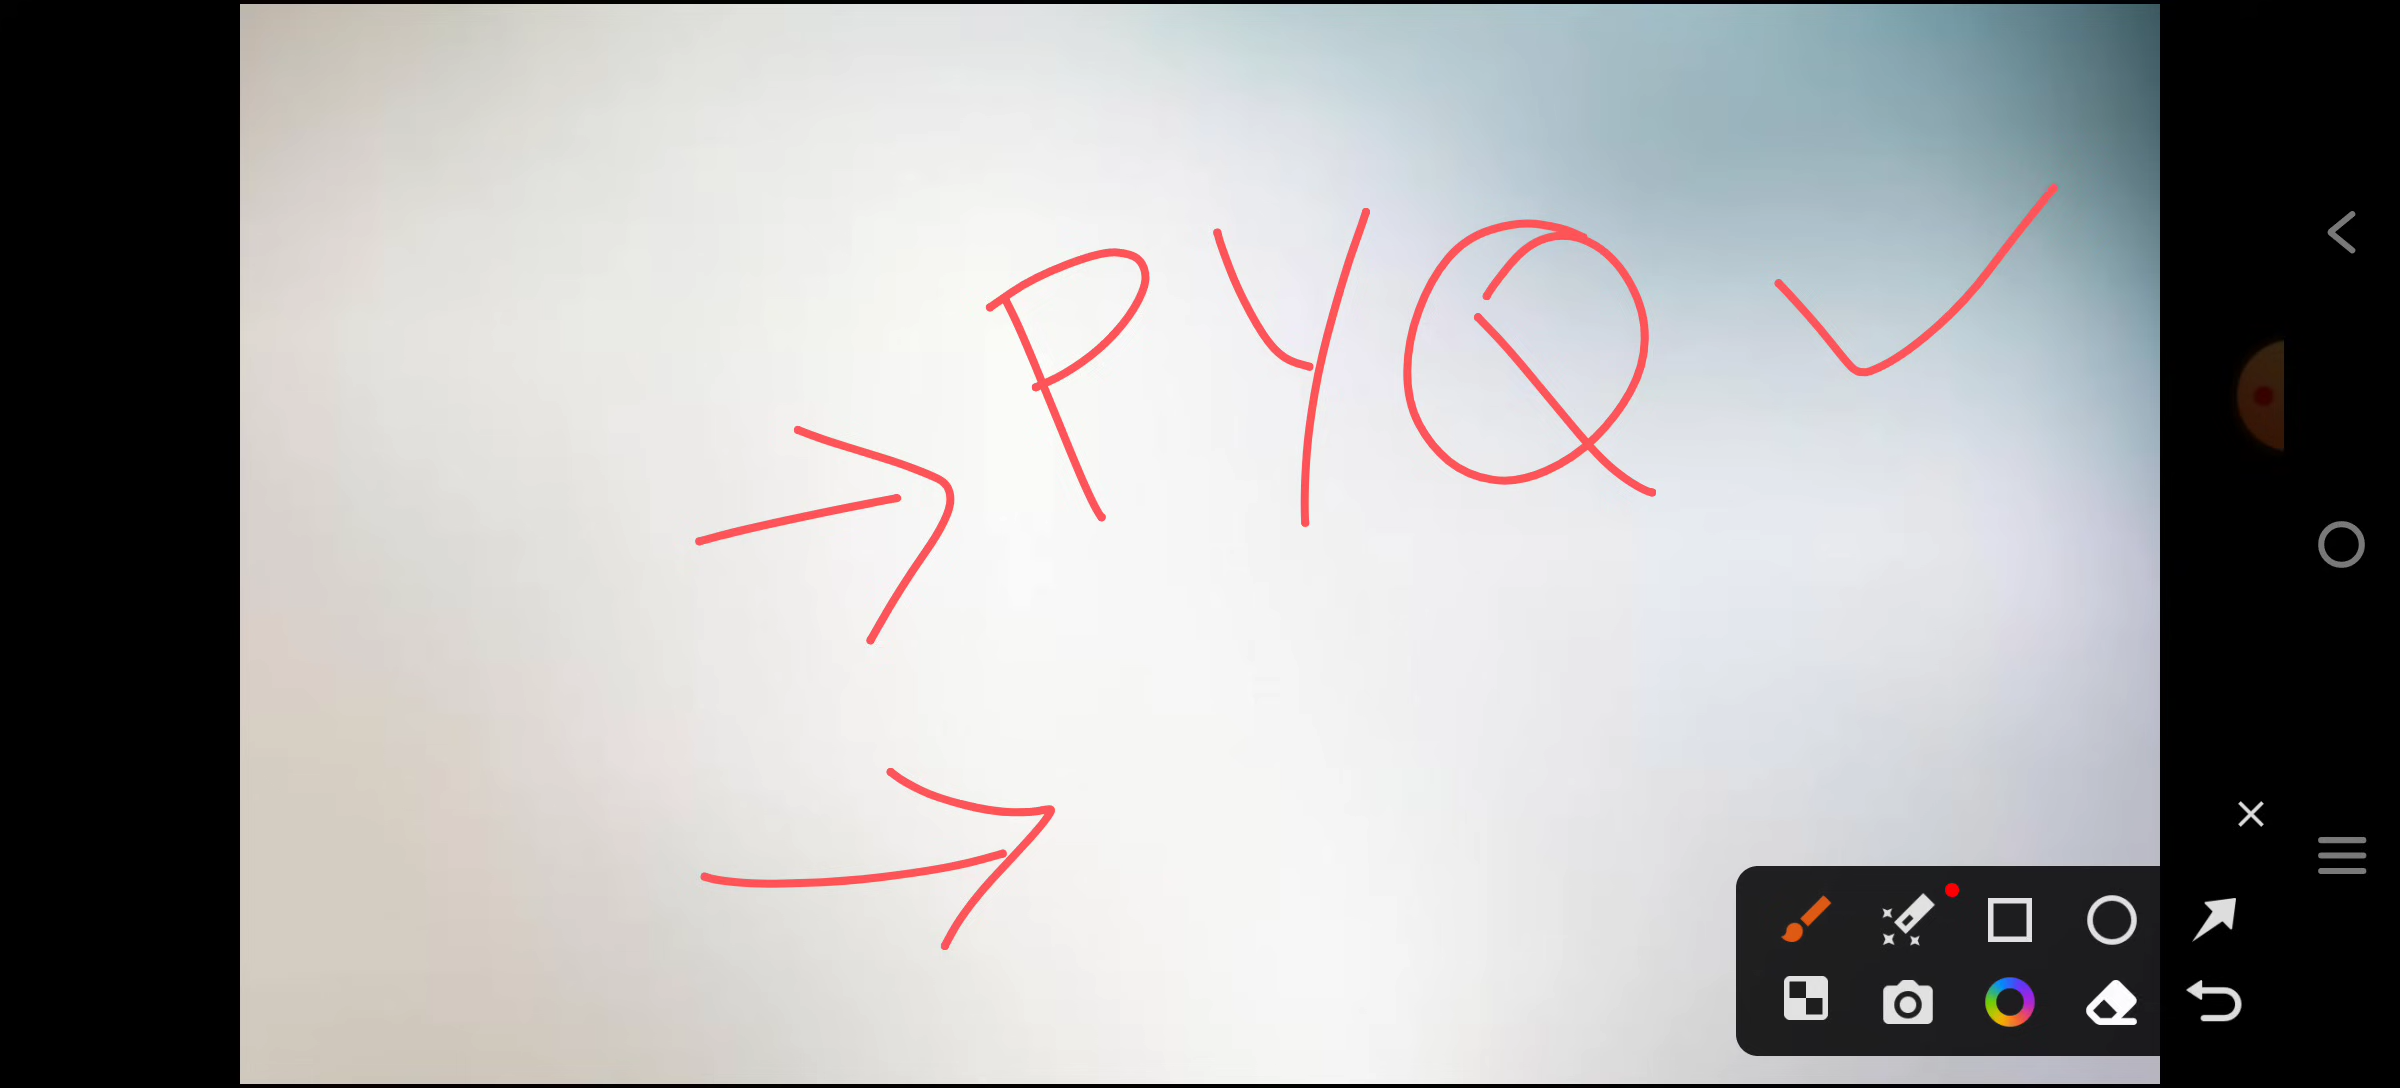 → PYQ ✓
→